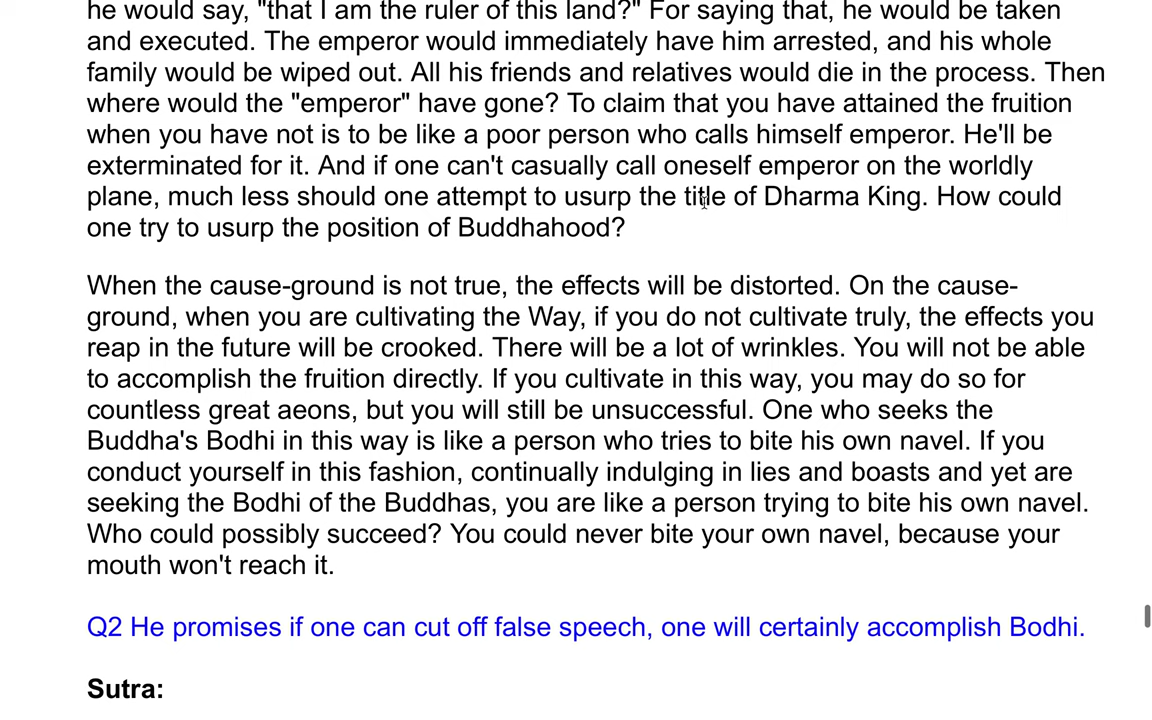 he would say, "that I am the ruler of this land?" For saying that, he would be taken
and executed. The emperor would immediately have him arrested, and his whole
family would be wiped out. All his friends and relatives would die in the process. Then
where would the "emperor" have gone? To claim that you have attained the fruition
when you have not is to be like a poor person who calls himself emperor. He'll be
exterminated for it. And if one can't casually call oneself emperor on the worldly
plane, much less should one attempt to usurp the title of Dharma King. How could
one try to usurp the position of Buddhahood?
When the cause-ground is not true, the effects will be distorted. On the cause-
ground, when you are cultivating the Way, if you do not cultivate truly, the effects you
reap in the future will be crooked. There will be a lot of wrinkles. You will not be able
to accomplish the fruition directly. If you cultivate in this way, you may do so for
countless great aeons, but you will still be unsuccessful. One who seeks the
Buddha's Bodhi in this way is like a person who tries to bite his own navel. If you
conduct yourself in this fashion, continually indulging in lies and boasts and yet are
seeking the Bodhi of the Buddhas, you are like a person trying to bite his own navel.
Who could possibly succeed? You could never bite your own navel, because your
mouth won't reach it.
Q2 He promises if one can cut off false speech, one will certainly accomplish Bodhi.
Sutra: